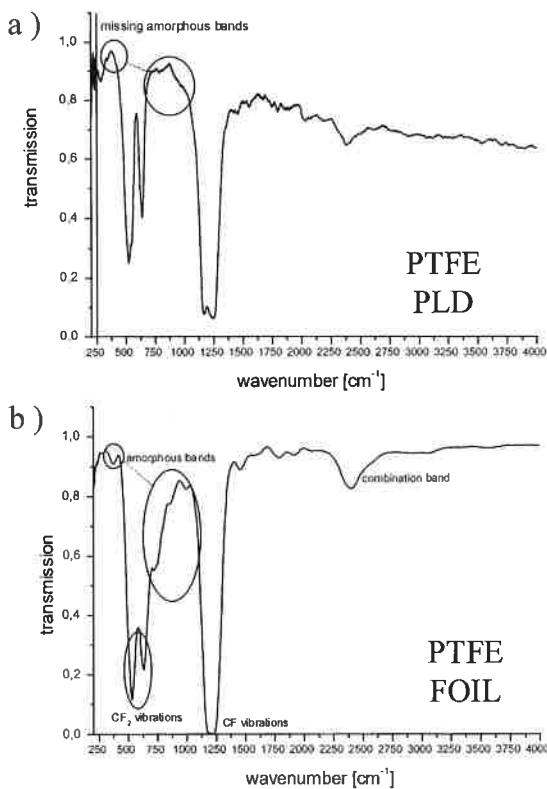 a )
missing amorphous bands
1,0
0,8
0,6
0,4
0,2
0,0
transmission
PTFE
PLD
250 500 750 1000 1250 1500 1750 2000 2250 2500 2750 3000 3250 3500 3750 4000
wavenumber [cm⁻¹]
b )
1,0
0,8
0,6
0,4
0,2
0,0
transmission
amorphous bands
combination band
PTFE
FOIL
CF₂ vibrations
CF vibrations
250 500 750 1000 1250 1500 1750 2000 2250 2500 2750 3000 3250 3500 3750 4000
wavenumber [cm⁻¹]